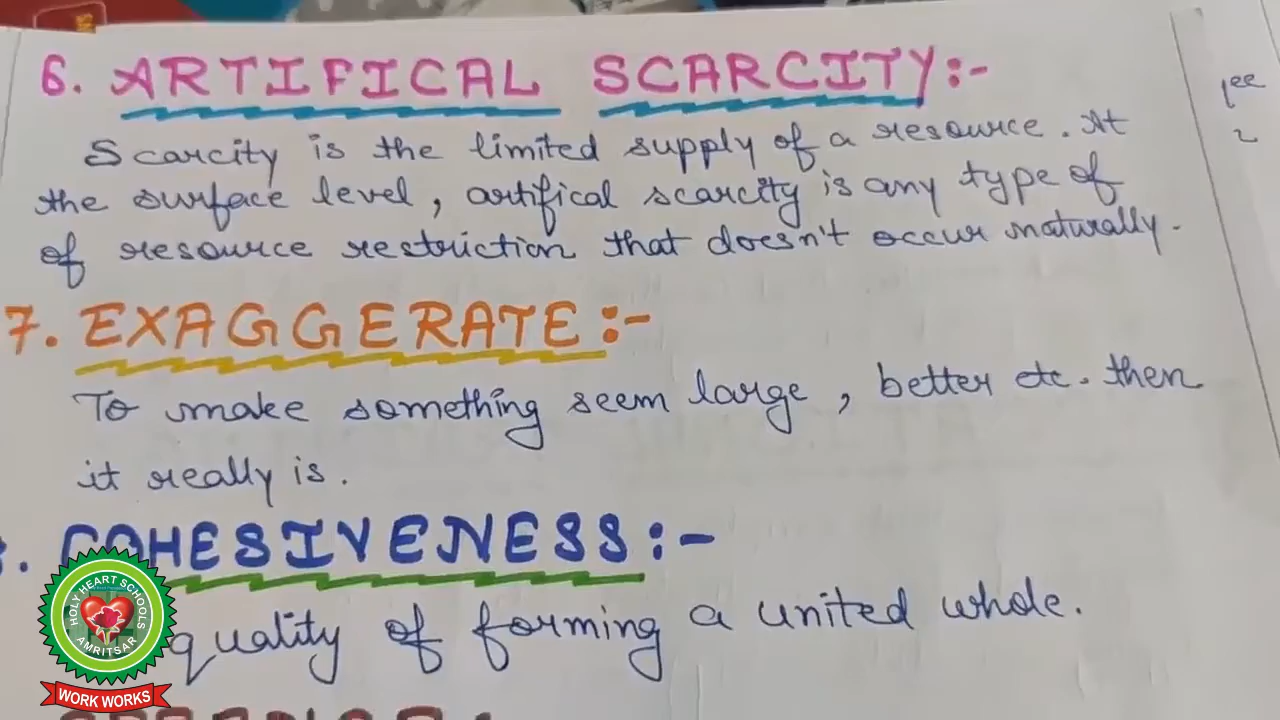 6. ARTIFICAL SCARCITY:-
Scarcity is the limited supply of a resource. At
the surface level, artifical scarcity is any type of
of resource restriction that doesn't occur naturally.
7. EXAGGERATE:-
To make something seem large, better etc. then
it really is.
COHESIVENESS:-
quality of forming a united whole.
HOLY HEART SCHOOLS
AMRITSAR
WORK WORKS